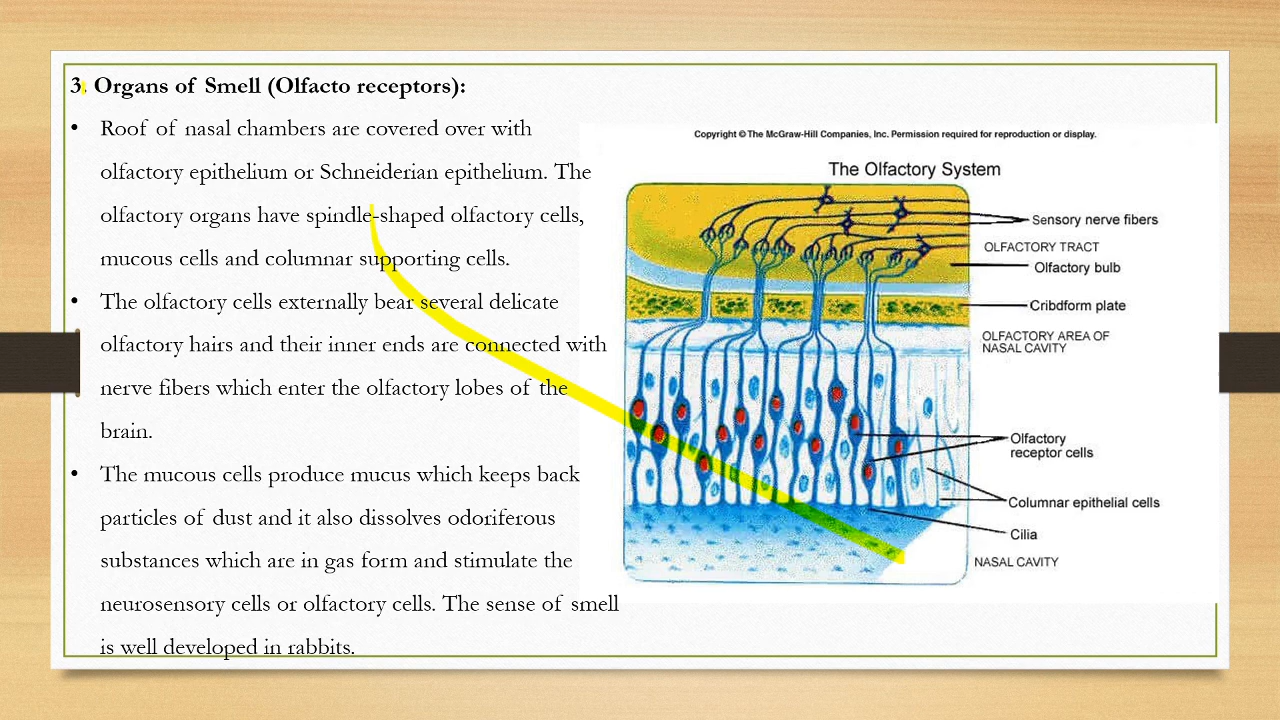 3. Organs of Smell (Olfacto receptors):
• Roof of nasal chambers are covered over with
olfactory epithelium or Schneiderian epithelium. The
olfactory organs have spindle-shaped olfactory cells,
mucous cells and columnar supporting cells.
• The olfactory cells externally bear several delicate
olfactory hairs and their inner ends are connected with
nerve fibers which enter the olfactory lobes of the
brain.
• The mucous cells produce mucus which keeps back
particles of dust and it also dissolves odoriferous
substances which are in gas form and stimulate the
neurosensory cells or olfactory cells. The sense of smell
is well developed in rabbits.
Copyright © The McGraw-Hill Companies, Inc. Permission required for reproduction or display.
The Olfactory System
Sensory nerve fibers
OLFACTORY TRACT
Olfactory bulb
Cribdform plate
OLFACTORY AREA OF
NASAL CAVITY
Olfactory
receptor cells
Columnar epithelial cells
Cilia
NASAL CAVITY